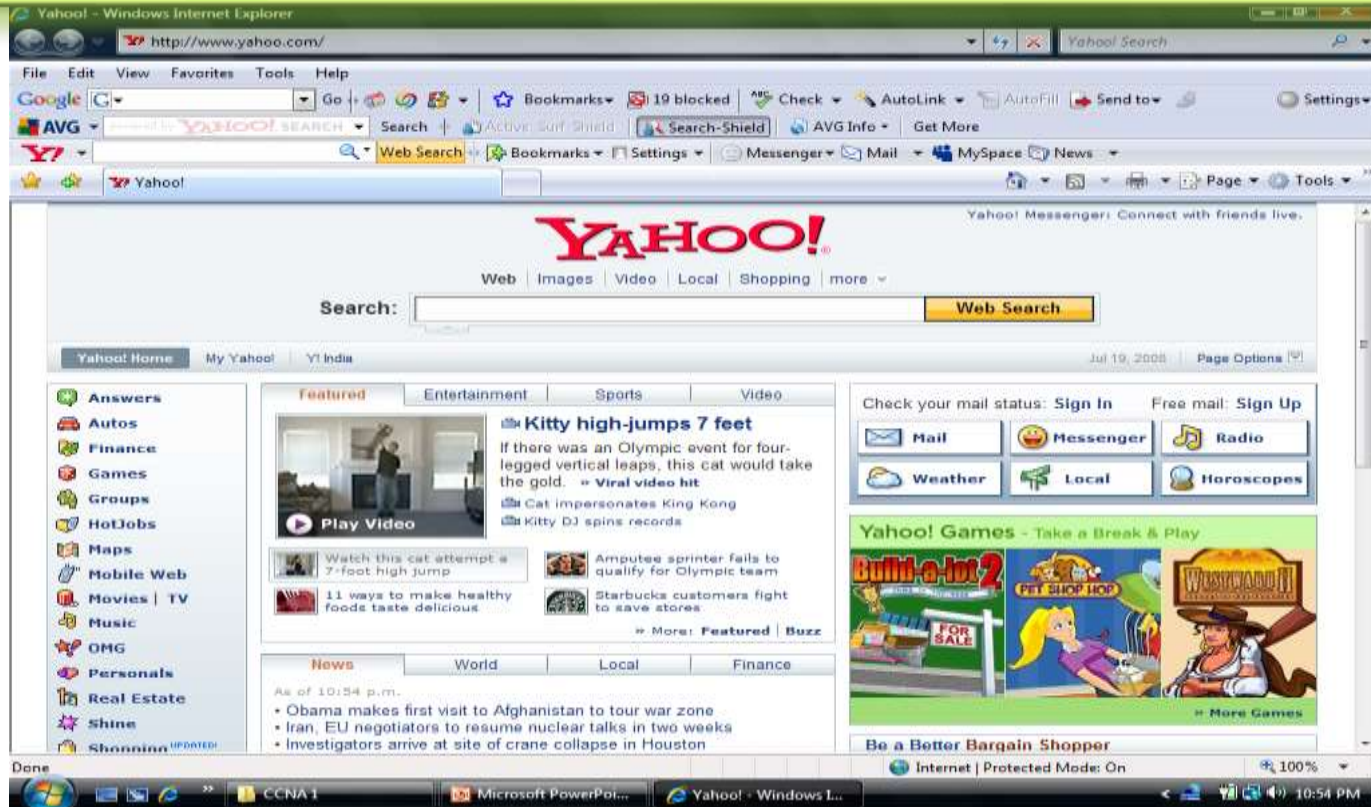 Yahoo! - Windows Internet Explorer
http://www.yahoo.com/
Yahoo! Search
File Edit View Favorites Tools Help
Google G Go Bookmarks 19 blocked ABC Check AutoLink AutoFill Send to Settings
AVG YAHOO! SEARCH Search Active Surf-Shield Search-Shield AVG Info Get More
Y! Web Search Bookmarks Settings Messenger Mail MySpace News
Yahoo! Page Tools
Yahoo! Messenger: Connect with friends live.
YAHOO!
Web Images Video Local Shopping more
Search: Web Search
Yahoo! Home My Yahoo! Y! India Jul 19, 2008 Page Options
Answers
Autos
Finance
Games
Groups
HotJobs
Maps
Mobile Web
Movies | TV
Music
OMG
Personals
Real Estate
Shine
Shopping UPDATED!
Featured Entertainment Sports Video
Kitty high-jumps 7 feet
If there was an Olympic event for four-
legged vertical leaps, this cat would take
the gold. » Viral video hit
Cat impersonates King Kong
Kitty DJ spins records
Play Video
Watch this cat attempt a
7-foot high jump
Amputee sprinter fails to
qualify for Olympic team
11 ways to make healthy
foods taste delicious
Starbucks customers fight
to save stores
» More: Featured | Buzz
News World Local Finance
As of 10:54 p.m.
• Obama makes first visit to Afghanistan to tour war zone
• Iran, EU negotiators to resume nuclear talks in two weeks
• Investigators arrive at site of crane collapse in Houston
Check your mail status: Sign In Free mail: Sign Up
Mail Messenger Radio
Weather Local Horoscopes
Yahoo! Games - Take a Break & Play
Build-a-lot 2
FOR SALE
PET SHOP HOP
WESTWARD II
» More Games
Be a Better Bargain Shopper
Done Internet | Protected Mode: On 100%
CCNA 1 Microsoft PowerPoi... Yahoo! - Windows I... 10:54 PM